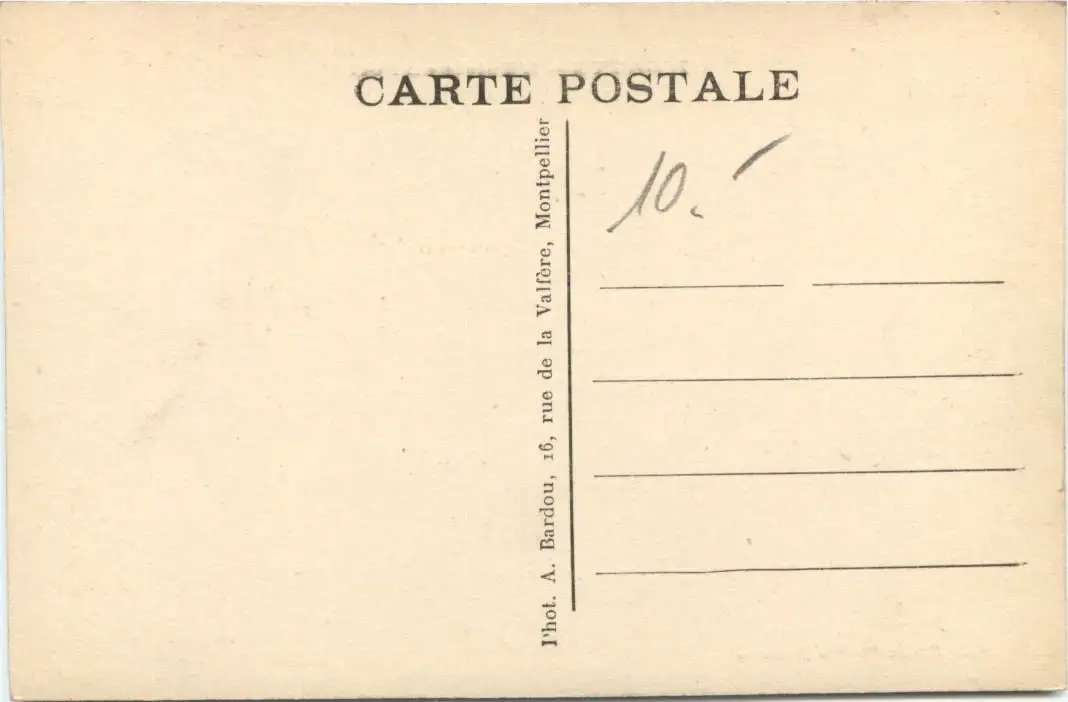 CARTE POSTALE
Phot. A. Bardou, 16, rue de la Valfère, Montpellier
10.-